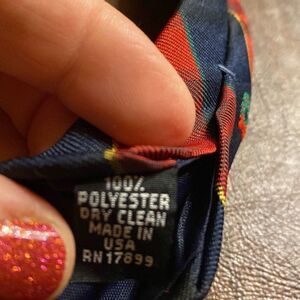 100%
POLYESTER
DRY CLEAN
MADE IN
USA
RN17899